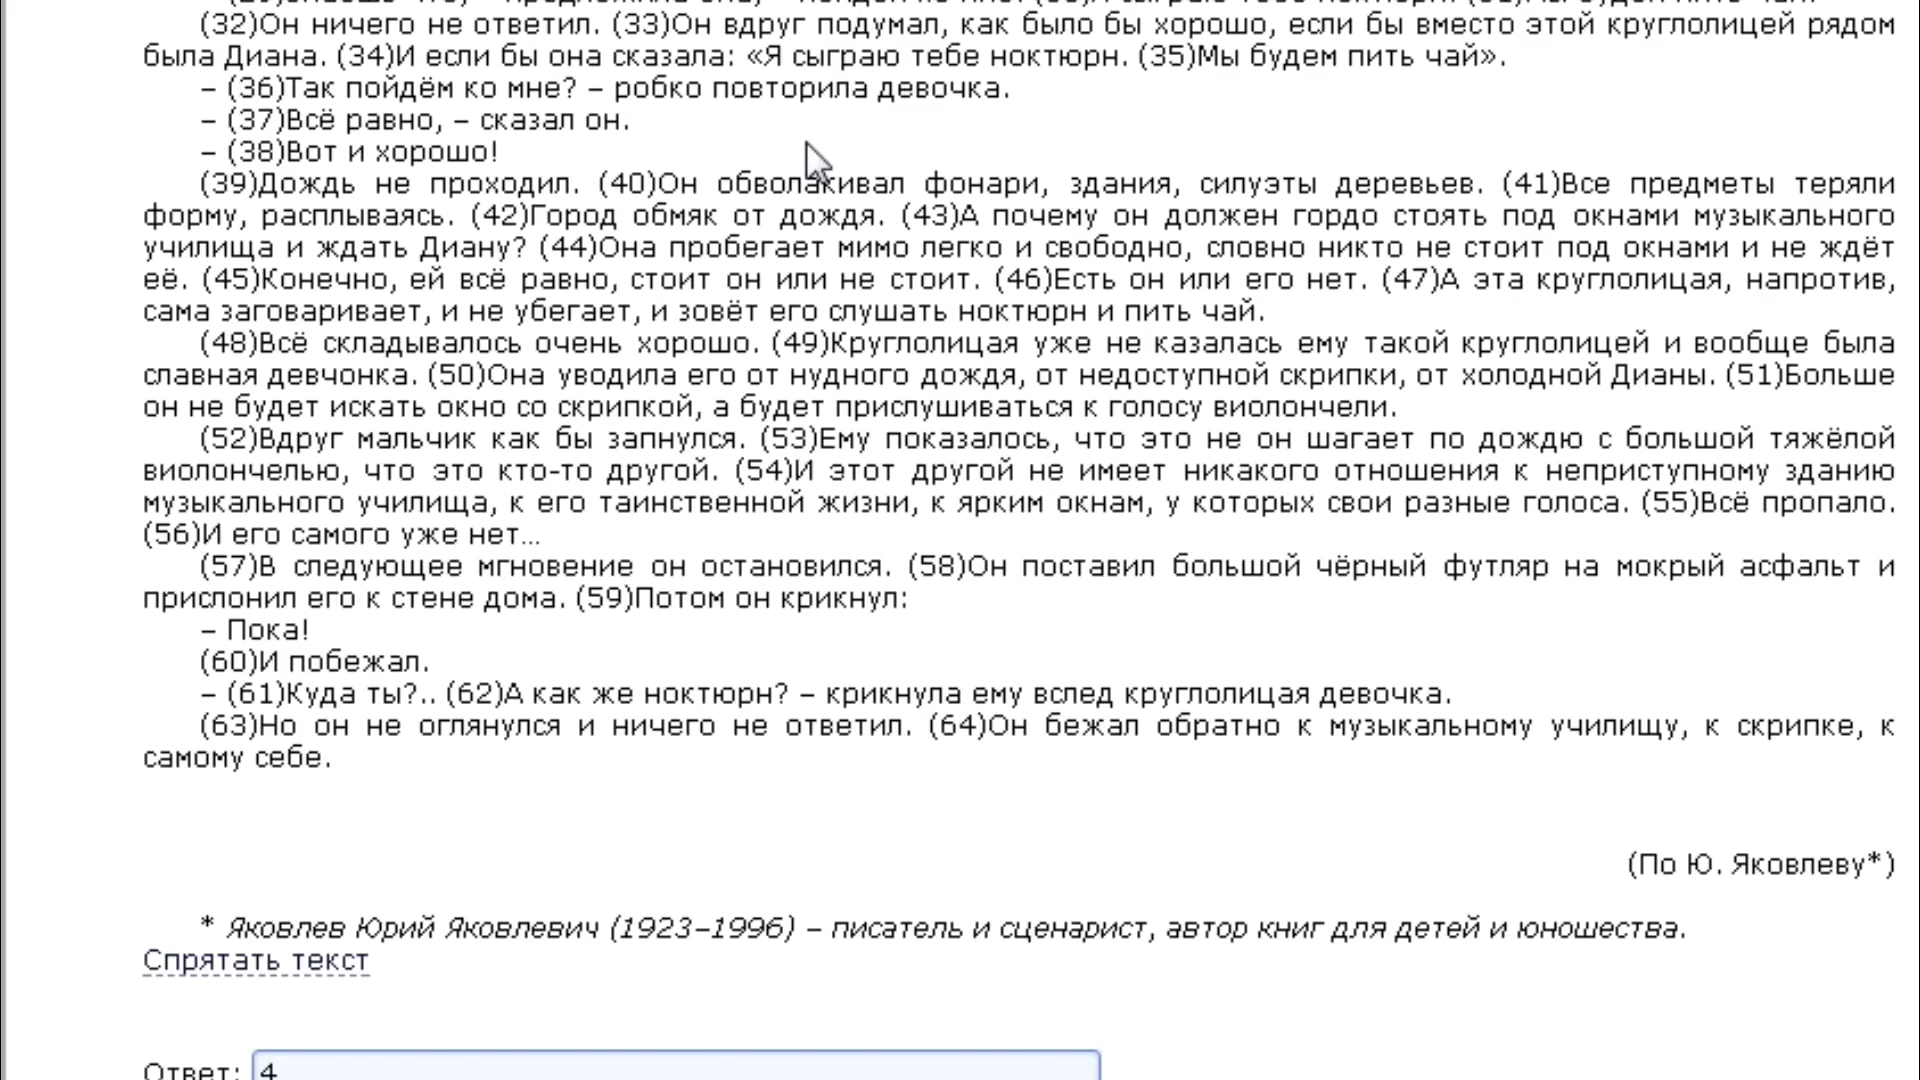 (32)Он ничего не ответил. (33)Он вдруг подумал, как было бы хорошо, если бы вместо этой круглолицей рядом
была Диана. (34)И если бы она сказала: «Я сыграю тебе ноктюрн. (35)Мы будем пить чай».
– (36)Так пойдём ко мне? – робко повторила девочка.
– (37)Всё равно, – сказал он.
– (38)Вот и хорошо!
(39)Дождь не проходил. (40)Он обволакивал фонари, здания, силуэты деревьев. (41)Все предметы теряли
форму, расплываясь. (42)Город обмяк от дождя. (43)А почему он должен гордо стоять под окнами музыкального
училища и ждать Диану? (44)Она пробегает мимо легко и свободно, словно никто не стоит под окнами и не ждёт
её. (45)Конечно, ей всё равно, стоит он или не стоит. (46)Есть он или его нет. (47)А эта круглолицая, напротив,
сама заговаривает, и не убегает, и зовёт его слушать ноктюрн и пить чай.
(48)Всё складывалось очень хорошо. (49)Круглолицая уже не казалась ему такой круглолицей и вообще была
славная девчонка. (50)Она уводила его от нудного дождя, от недоступной скрипки, от холодной Дианы. (51)Больше
он не будет искать окно со скрипкой, а будет прислушиваться к голосу виолончели.
(52)Вдруг мальчик как бы запнулся. (53)Ему показалось, что это не он шагает по дождю с большой тяжёлой
виолончелью, что это кто-то другой. (54)И этот другой не имеет никакого отношения к неприступному зданию
музыкального училища, к его таинственной жизни, к ярким окнам, у которых свои разные голоса. (55)Всё пропало.
(56)И его самого уже нет…
(57)В следующее мгновение он остановился. (58)Он поставил большой чёрный футляр на мокрый асфальт и
прислонил его к стене дома. (59)Потом он крикнул:
– Пока!
(60)И побежал.
– (61)Куда ты?.. (62)А как же ноктюрн? – крикнула ему вслед круглолицая девочка.
(63)Но он не оглянулся и ничего не ответил. (64)Он бежал обратно к музыкальному училищу, к скрипке, к
самому себе.
(По Ю. Яковлеву*)
* Яковлев Юрий Яковлевич (1923–1996) – писатель и сценарист, автор книг для детей и юношества.
Спрятать текст
Ответ: 4